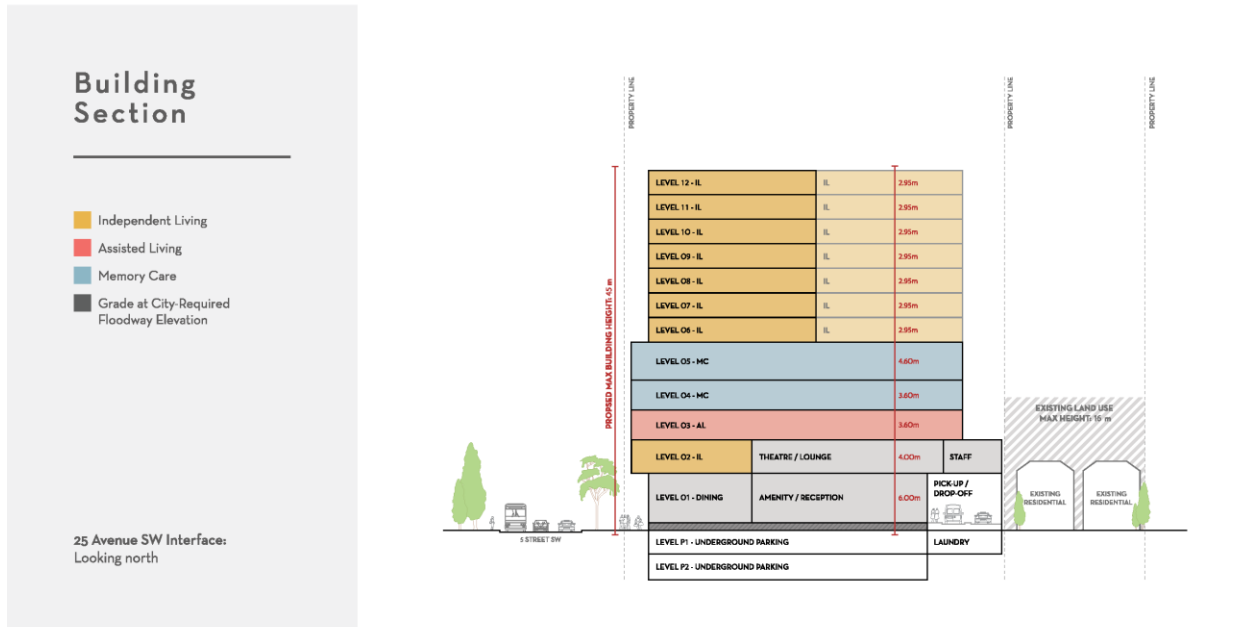 Building
Section
Independent Living
Assisted Living
Memory Care
Grade at City-Required
Floodway Elevation
25 Avenue SW Interface:
Looking north
PROPERTY LINE
PROPERTY LINE
PROPERTY LINE
PROPSED MAX BUILDING HEIGHT: 45 m
LEVEL 12 - IL
IL
2.95m
LEVEL 11 - IL
IL
2.95m
LEVEL 10 - IL
IL
2.95m
LEVEL 09 - IL
IL
2.95m
LEVEL 08 - IL
IL
2.95m
LEVEL 07 - IL
IL
2.95m
LEVEL 06 - IL
IL
2.95m
LEVEL 05 - MC
4.60m
LEVEL 04 - MC
3.60m
LEVEL 03 - AL
3.60m
LEVEL 02 - IL
THEATRE / LOUNGE
4.00m
STAFF
LEVEL 01 - DINING
AMENITY / RECEPTION
6.00m
PICK-UP /
DROP-OFF
LEVEL P1 - UNDERGROUND PARKING
LAUNDRY
LEVEL P2 - UNDERGROUND PARKING
5 STREET SW
EXISTING LAND USE
MAX HEIGHT: 16 m
EXISTING
RESIDENTIAL
EXISTING
RESIDENTIAL